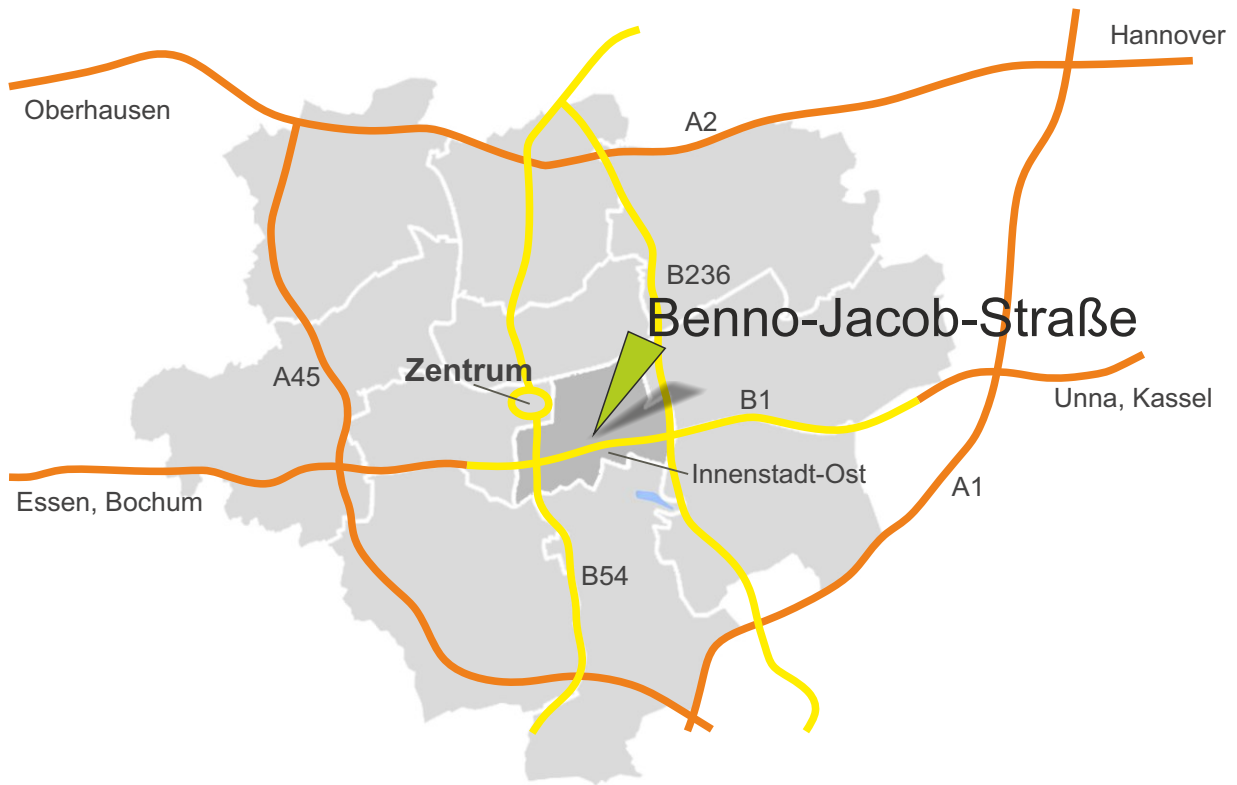 Hannover
Oberhausen
A2
B236
Benno-Jacob-Straße
Zentrum
A45
B1
Unna, Kassel
Innenstadt-Ost
Essen, Bochum
A1
B54